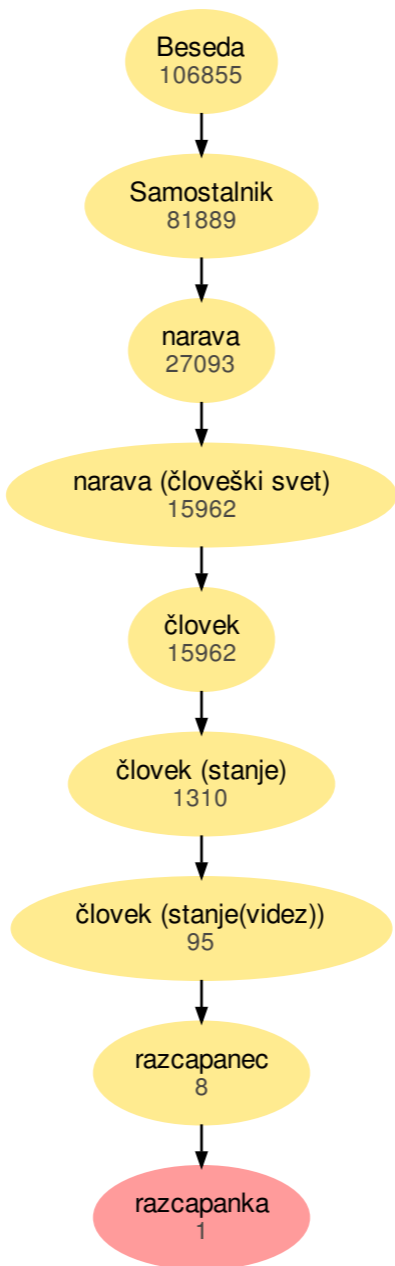 Beseda
106855
Samostalnik
81889
narava
27093
narava (človeški svet)
15962
človek
15962
človek (stanje)
1310
človek (stanje(videz))
95
razcapanec
8
razcapanka
1